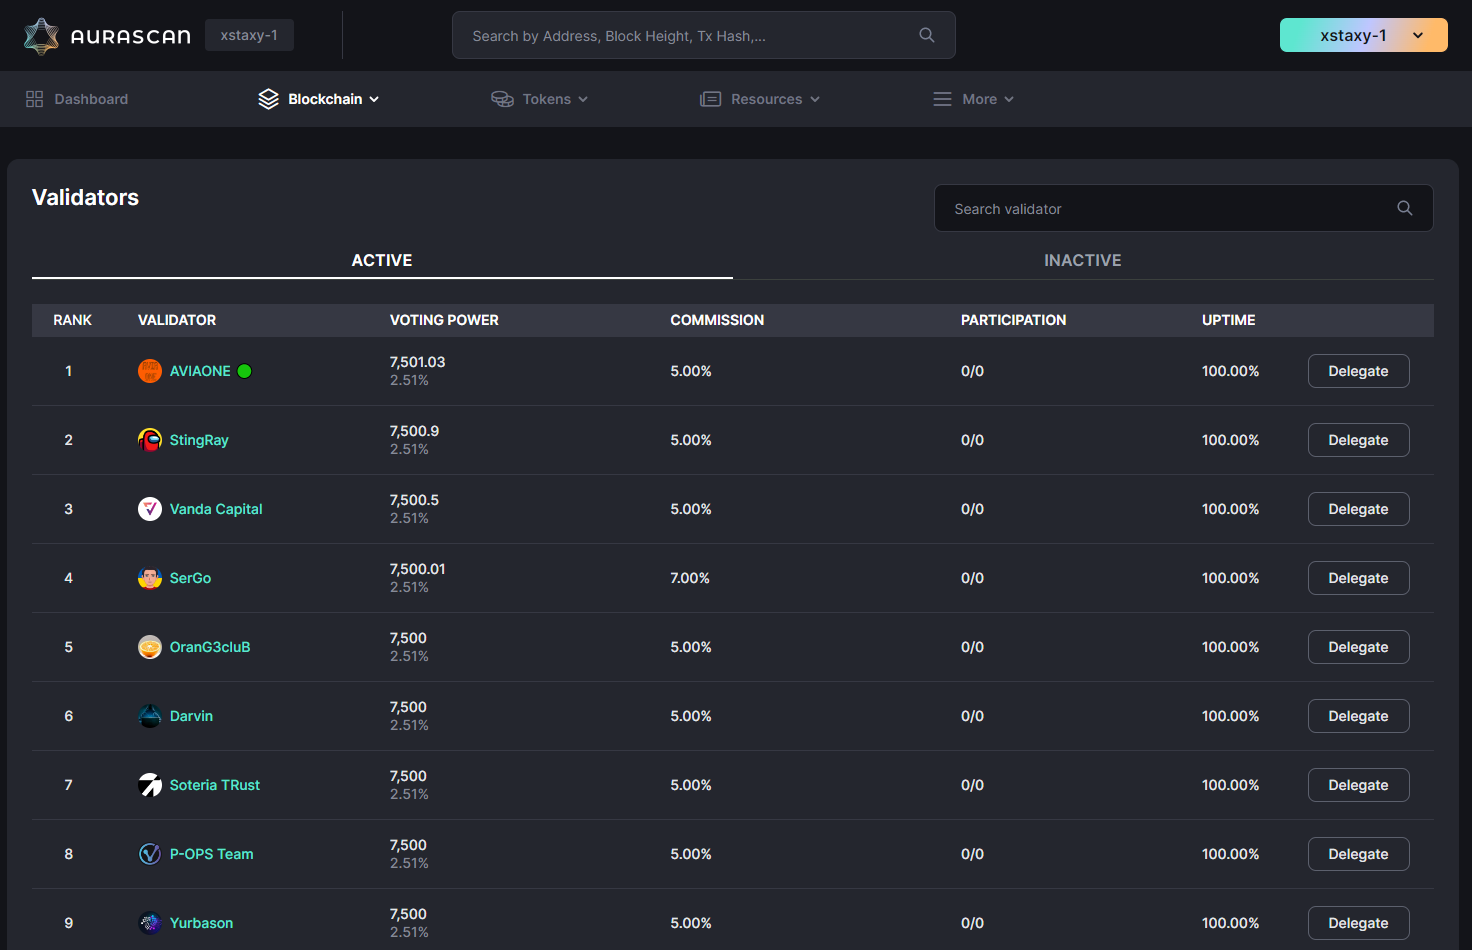 AURASCAN
xstaxy-1
Search by Address, Block Height, Tx Hash,...
xstaxy-1
Dashboard
Blockchain
Tokens
Resources
More
Validators
Search validator
ACTIVE
INACTIVE
RANK VALIDATOR VOTING POWER COMMISSION PARTICIPATION UPTIME
1 AVIAONE 7,501.03 5.00% 0/0 100.00% Delegate
2.51%
2 StingRay 7,500.9 5.00% 0/0 100.00% Delegate
2.51%
3 Vanda Capital 7,500.5 5.00% 0/0 100.00% Delegate
2.51%
4 SerGo 7,500.01 7.00% 0/0 100.00% Delegate
2.51%
5 OranG3cluB 7,500 5.00% 0/0 100.00% Delegate
2.51%
6 Darvin 7,500 5.00% 0/0 100.00% Delegate
2.51%
7 Soteria TRust 7,500 5.00% 0/0 100.00% Delegate
2.51%
8 P-OPS Team 7,500 5.00% 0/0 100.00% Delegate
2.51%
9 Yurbason 7,500 5.00% 0/0 100.00% Delegate
2.51%